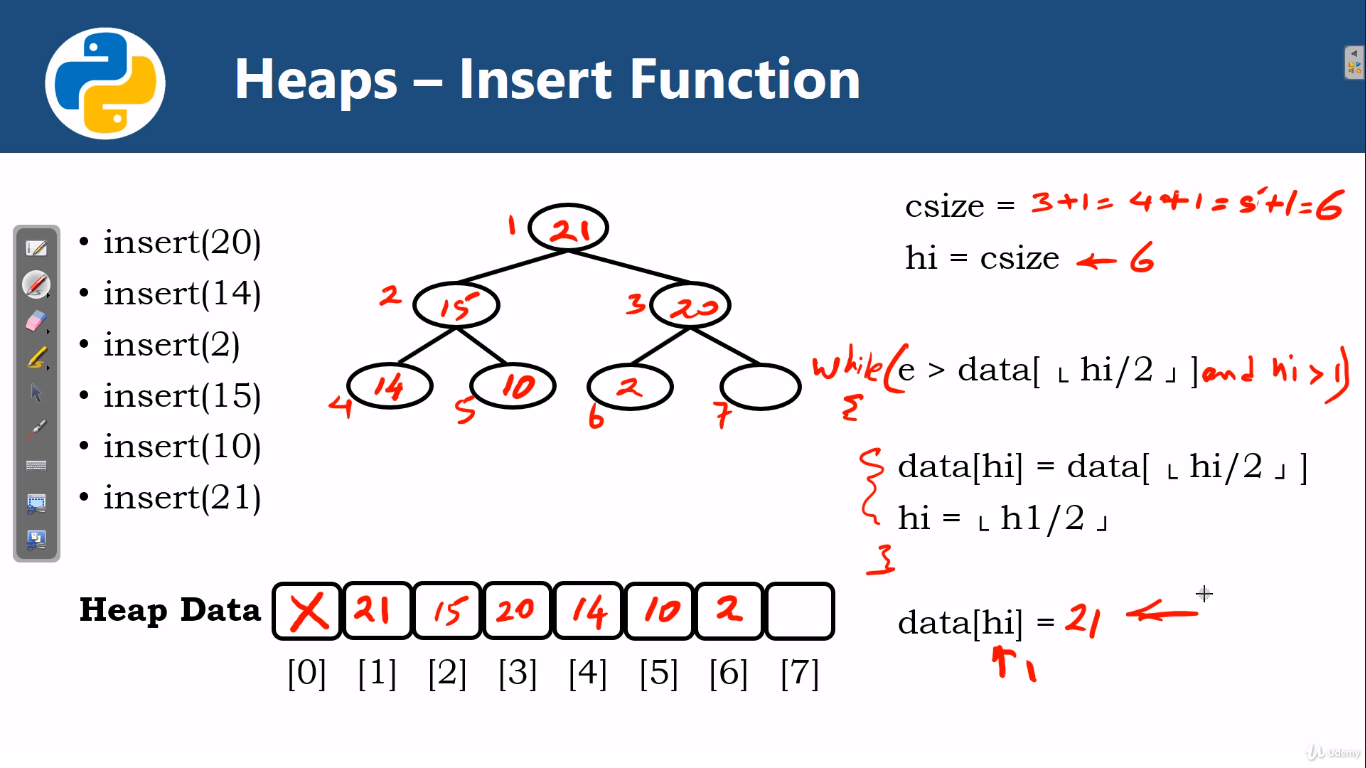 Heaps – Insert Function
• insert(20)
• insert(14)
• insert(2)
• insert(15)
• insert(10)
• insert(21)
1 21
2 15 3 20
14 10 2
4 5 6 7
csize = 3+1= 4+1=5+1=6
hi = csize ← 6
while(e > data[ ⌞ hi/2 ⌟ ]and hi >1)
{
data[hi] = data[ ⌞ hi/2 ⌟ ]
hi = ⌞ h1/2 ⌟
}
data[hi] = 21 ←
↑ 1
Heap Data X 21 15 20 14 10 2
[0] [1] [2] [3] [4] [5] [6] [7]
Udemy